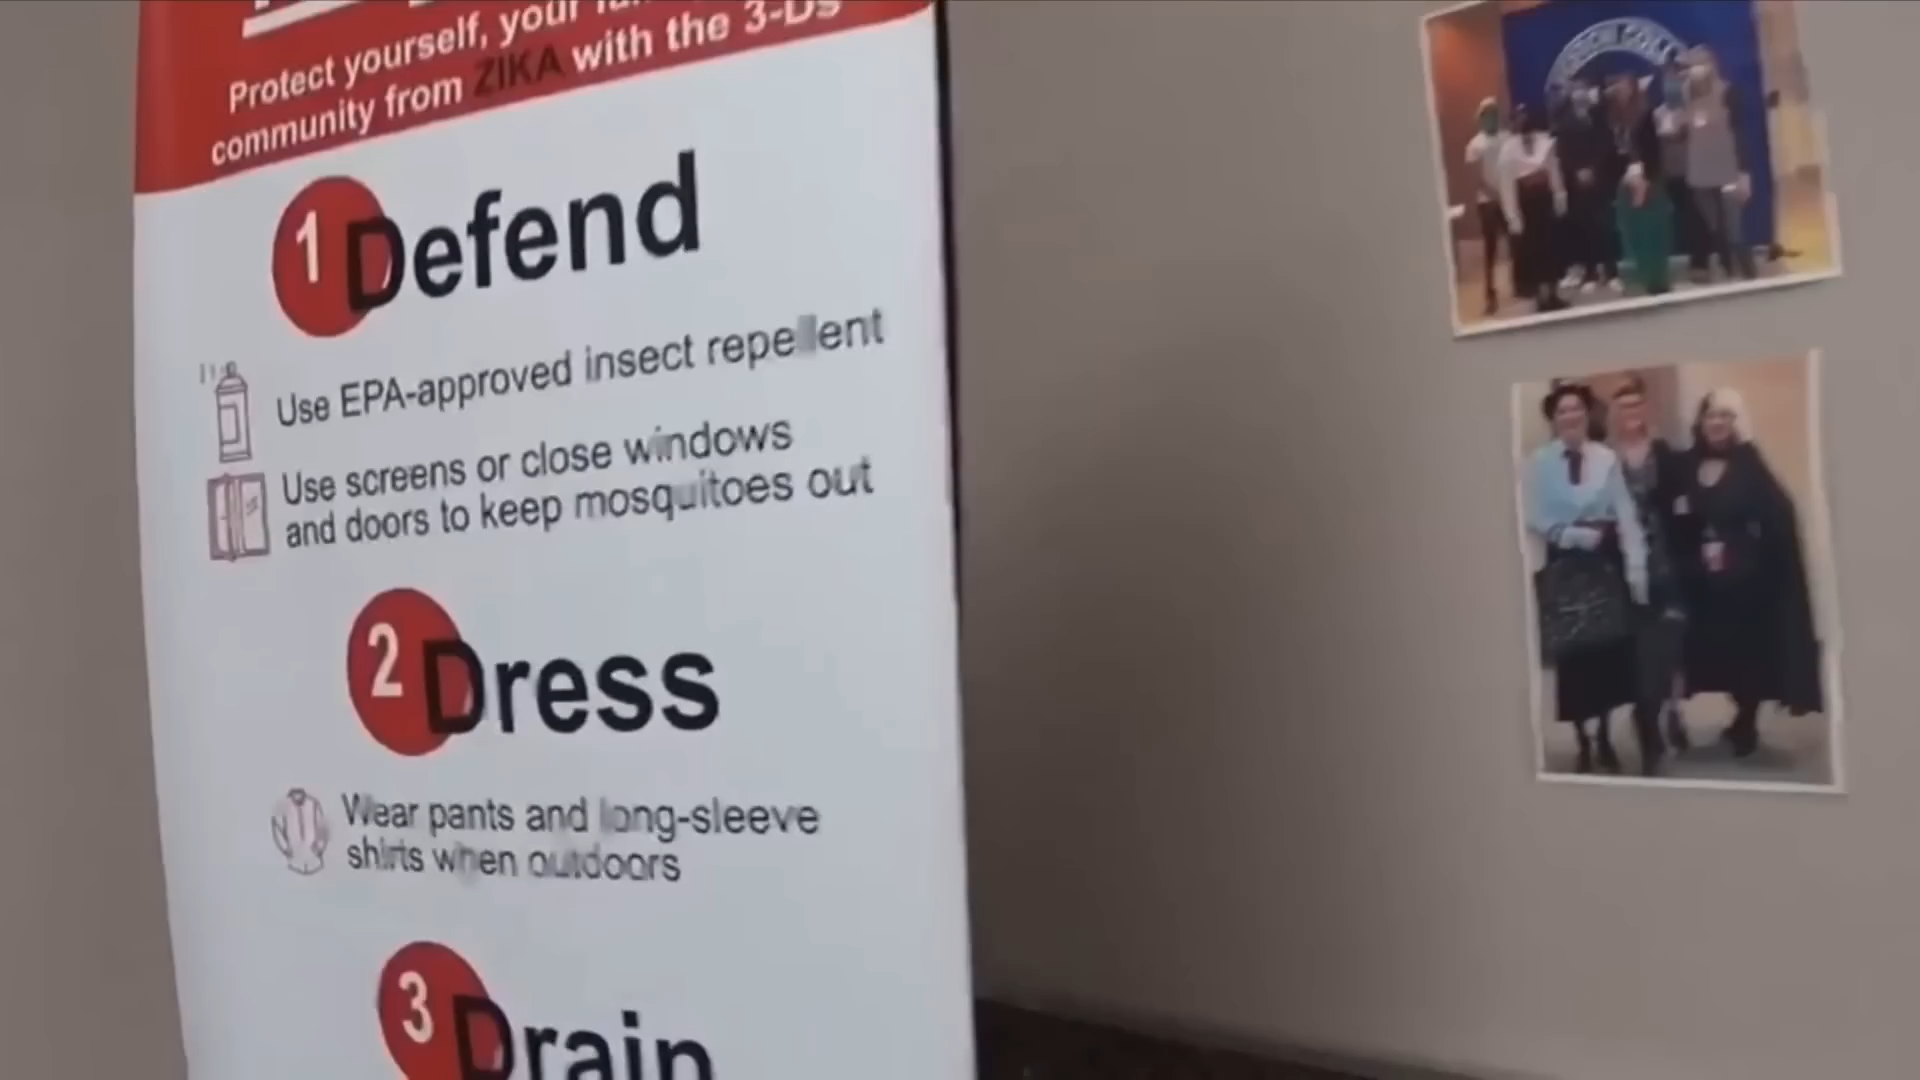 Protect yourself, your
community from ZIKA with the 3-Ds
1 Defend
Use EPA-approved insect repellent
Use screens or close windows
and doors to keep mosquitoes out
2 Dress
Wear pants and long-sleeve
shirts when outdoors
3 Drain